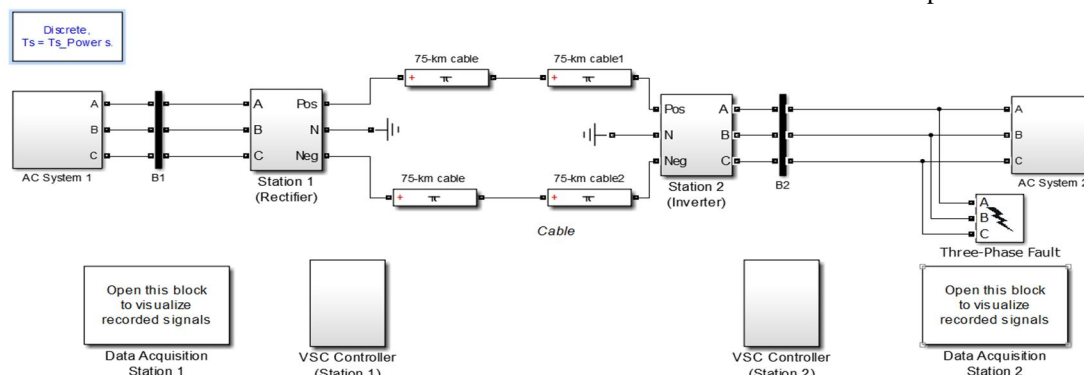 Discrete,
Ts = Ts_Power s.
75-km cable
75-km cable1
+
π
+
π
A
B
C
A
B
C
Pos
N
Neg
Pos
N
Neg
A
B
C
A
B
C
AC System 1
B1
Station 1
(Rectifier)
75-km cable
75-km cable2
+
π
+
π
Station 2
(Inverter)
B2
AC System 2
Cable
A
B
C
Three-Phase Fault
Open this block
to visualize
recorded signals
Open this block
to visualize
recorded signals
Data Acquisition
Station 1
VSC Controller
(Station 1)
VSC Controller
(Station 2)
Data Acquisition
Station 2